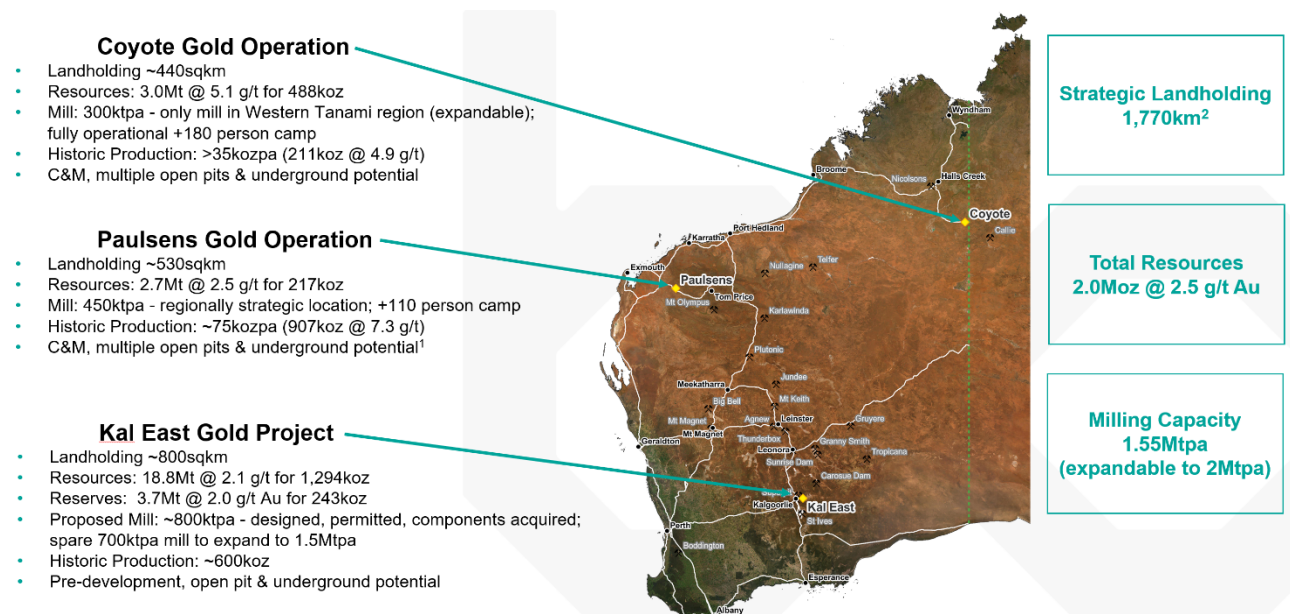 Coyote Gold Operation
• Landholding ~440sqkm
• Resources: 3.0Mt @ 5.1 g/t for 488koz
• Mill: 300ktpa - only mill in Western Tanami region (expandable);
fully operational +180 person camp
• Historic Production: >35kozpa (211koz @ 4.9 g/t)
• C&M, multiple open pits & underground potential
Paulsens Gold Operation
• Landholding ~530sqkm
• Resources: 2.7Mt @ 2.5 g/t for 217koz
• Mill: 450ktpa - regionally strategic location; +110 person camp
• Historic Production: ~75kozpa (907koz @ 7.3 g/t)
• C&M, multiple open pits & underground potential¹
Kal East Gold Project
• Landholding ~800sqkm
• Resources: 18.8Mt @ 2.1 g/t for 1,294koz
• Reserves: 3.7Mt @ 2.0 g/t Au for 243koz
• Proposed Mill: ~800ktpa - designed, permitted, components acquired;
spare 700ktpa mill to expand to 1.5Mtpa
• Historic Production: ~600koz
• Pre-development, open pit & underground potential
Wyndham
Broome
Nicolsons
Halls Creek
Coyote
Callie
Port Hedland
Karratha
Exmouth
Nullagine
Telfer
Paulsens
Tom Price
Mt Olympus
Karlawinda
Plutonic
Jundee
Meekatharra
Big Bell
Mt Keith
Mt Magnet
Agnew
Leinster
Gruyere
Mt Magnet
Geraldton
Thunderbox
Granny Smith
Leonora
Sunrise Dam
Tropicana
Carosue Dam
Kalgoorlie
Kal East
St Ives
Perth
Boddington
Esperance
Albany
Strategic Landholding
1,770km²
Total Resources
2.0Moz @ 2.5 g/t Au
Milling Capacity
1.55Mtpa
(expandable to 2Mtpa)